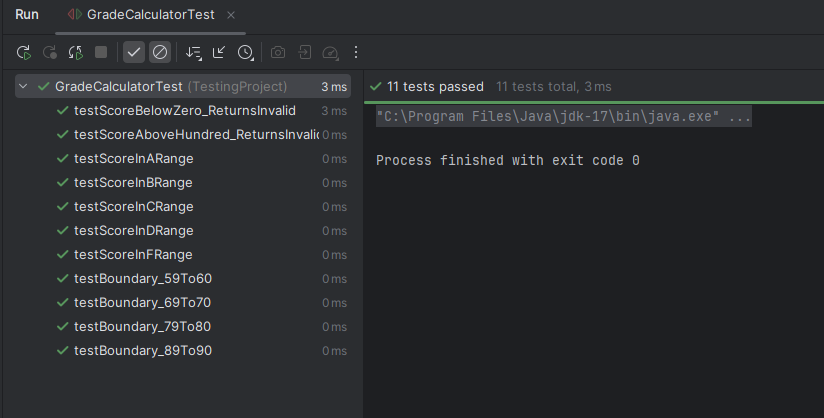 Run GradeCalculatorTest
GradeCalculatorTest (TestingProject) 3 ms
testScoreBelowZero_ReturnsInvalid 3 ms
testScoreAboveHundred_ReturnsInvalid 0 ms
testScoreInARange 0 ms
testScoreInBRange 0 ms
testScoreInCRange 0 ms
testScoreInDRange 0 ms
testScoreInFRange 0 ms
testBoundary_59To60 0 ms
testBoundary_69To70 0 ms
testBoundary_79To80 0 ms
testBoundary_89To90 0 ms
11 tests passed 11 tests total, 3 ms
"C:\Program Files\Java\jdk-17\bin\java.exe" ...
Process finished with exit code 0